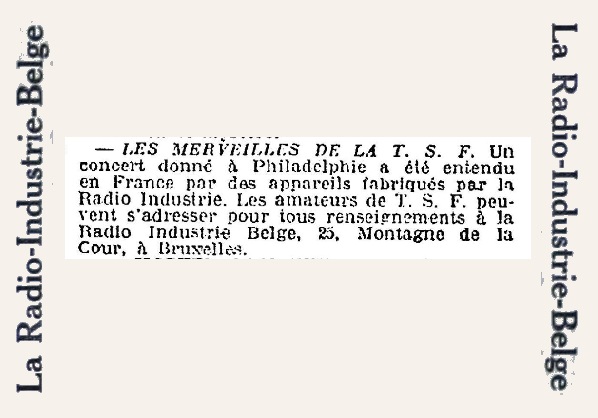 La Radio-Industrie-Belge
— LES MERVEILLES DE LA T. S. F. Un
concert donné à Philadelphie a été entendu
en France par des appareils fabriqués par la
Radio Industrie. Les amateurs de T. S. F. peu-
vent s'adresser pour tous renseignements à la
Radio Industrie Belge, 25, Montagne de la
Cour, à Bruxelles.
La Radio-Industrie-Belge